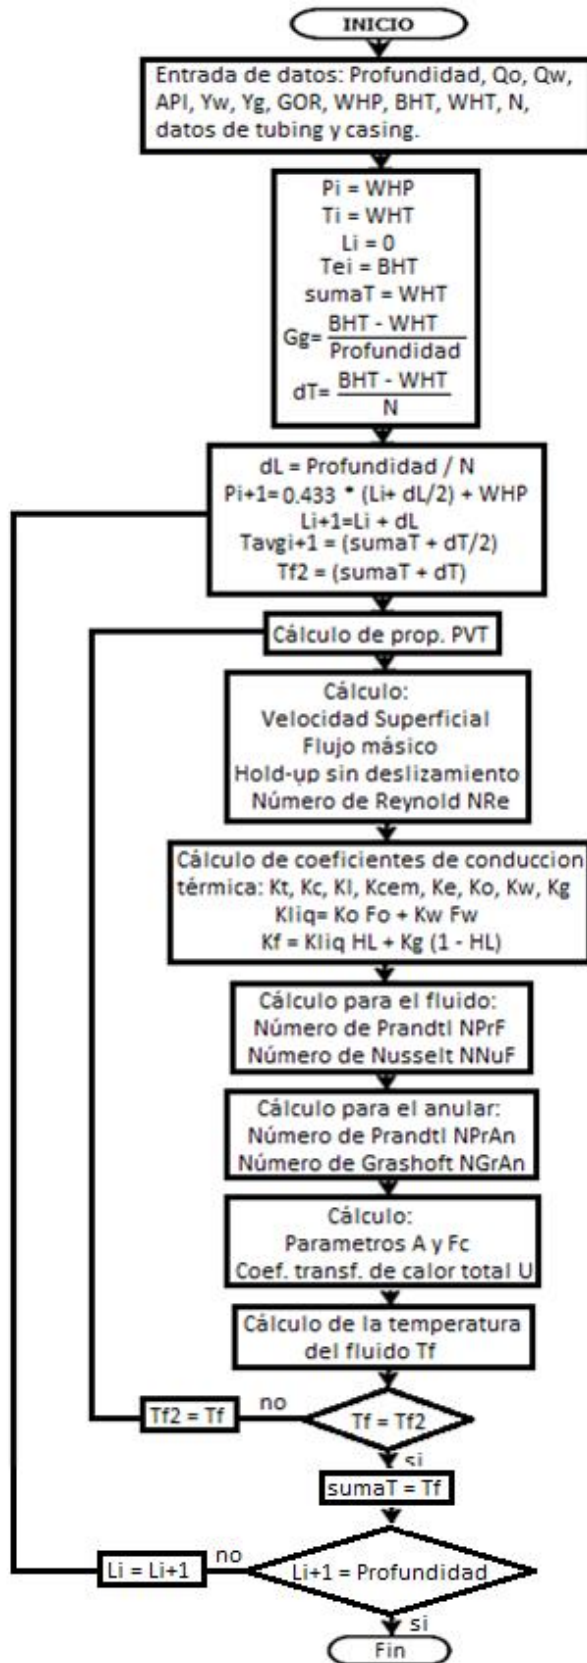 INICIO
Entrada de datos: Profundidad, Qo, Qw,
API, Yw, Yg, GOR, WHP, BHT, WHT, N,
datos de tubing y casing.
Pi = WHP
Ti = WHT
Li = 0
Tei = BHT
sumaT = WHT
Gg= BHT - WHT
Profundidad
dT= BHT - WHT
N
dL = Profundidad / N
Pi+1= 0.433 * (Li+ dL/2) + WHP
Li+1=Li + dL
Tavgi+1 = (sumaT + dT/2)
Tf2 = (sumaT + dT)
Cálculo de prop. PVT
Cálculo:
Velocidad Superficial
Flujo másico
Hold-up sin deslizamiento
Número de Reynold NRe
Cálculo de coeficientes de conduccion
térmica: Kt, Kc, Kl, Kcem, Ke, Ko, Kw, Kg
Kliq= Ko Fo + Kw Fw
Kf = Kliq HL + Kg (1 - HL)
Cálculo para el fluido:
Número de Prandtl NPrF
Número de Nusselt NNuF
Cálculo para el anular:
Número de Prandtl NPrAn
Número de Grashoft NGrAn
Cálculo:
Parametros A y Fc
Coef. transf. de calor total U
Cálculo de la temperatura
del fluido Tf
Tf2 = Tf
no
Tf = Tf2
si
sumaT = Tf
Li = Li+1
no
Li+1 = Profundidad
si
Fin